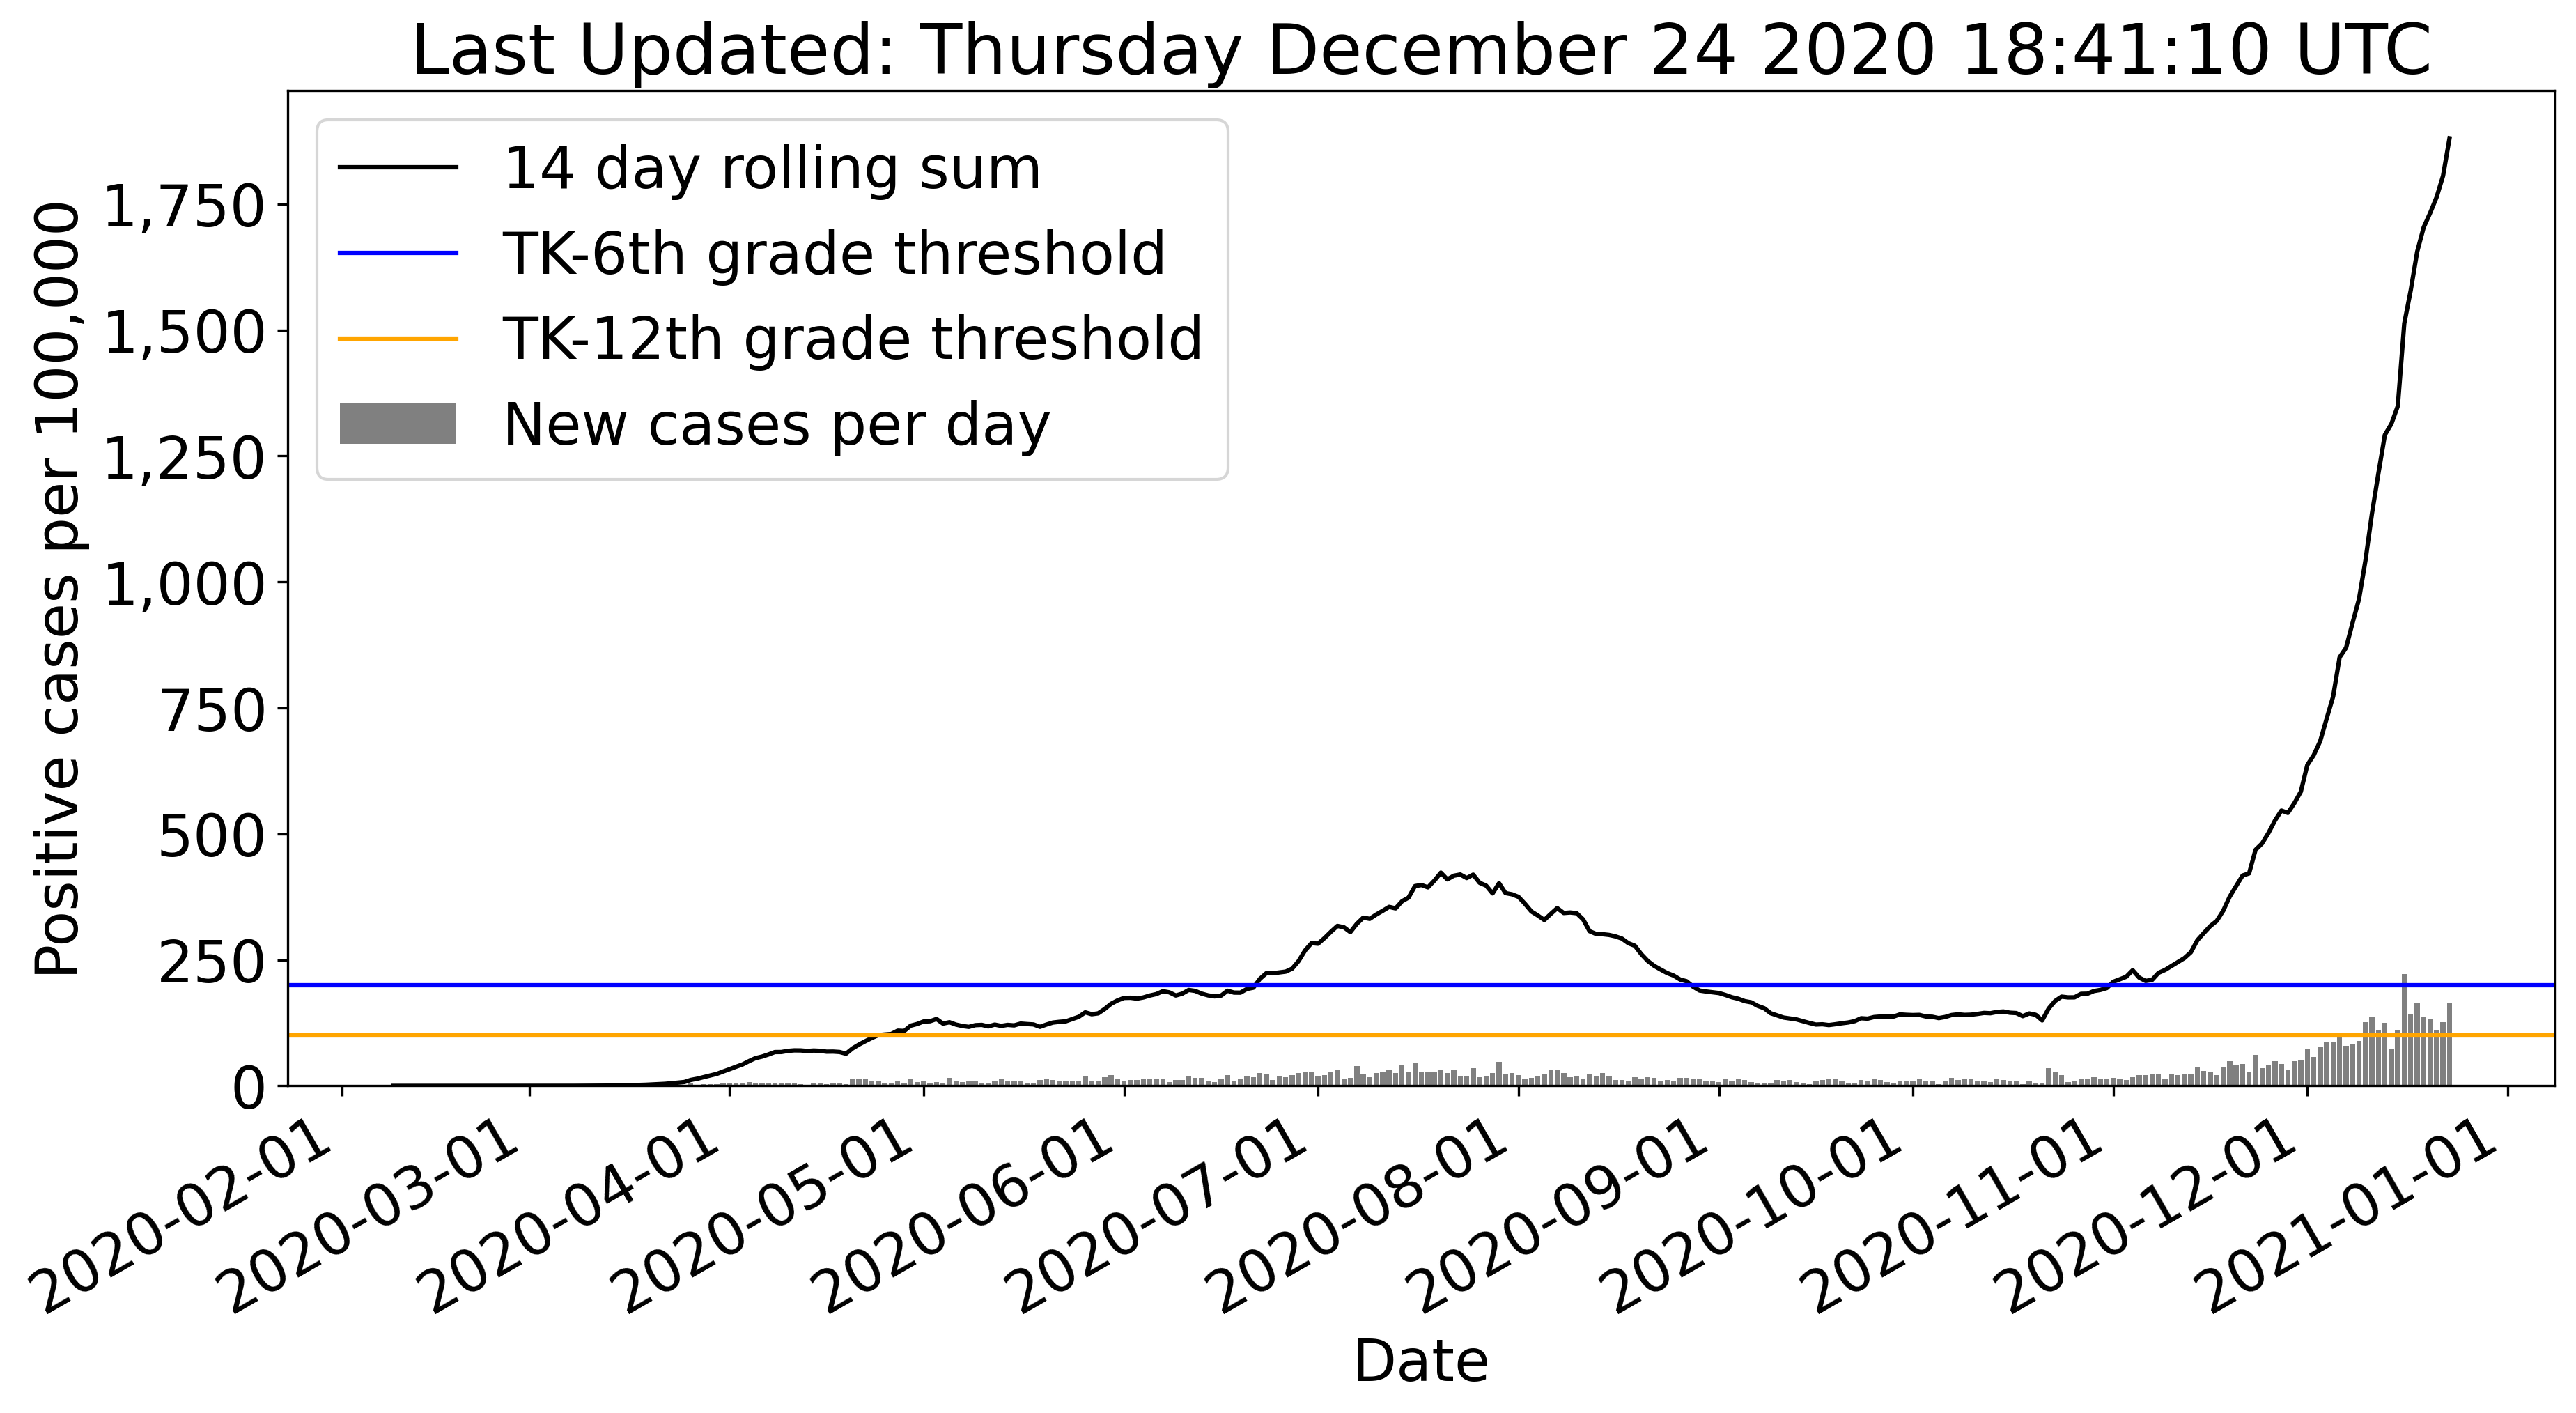 Last Updated: Thursday December 24 2020 18:41:10 UTC
14 day rolling sum
TK-6th grade threshold
TK-12th grade threshold
New cases per day
Positive cases per 100,000
1,750
1,500
1,250
1,000
750
500
250
0
2020-02-01
2020-03-01
2020-04-01
2020-05-01
2020-06-01
2020-07-01
2020-08-01
2020-09-01
2020-10-01
2020-11-01
2020-12-01
2021-01-01
Date